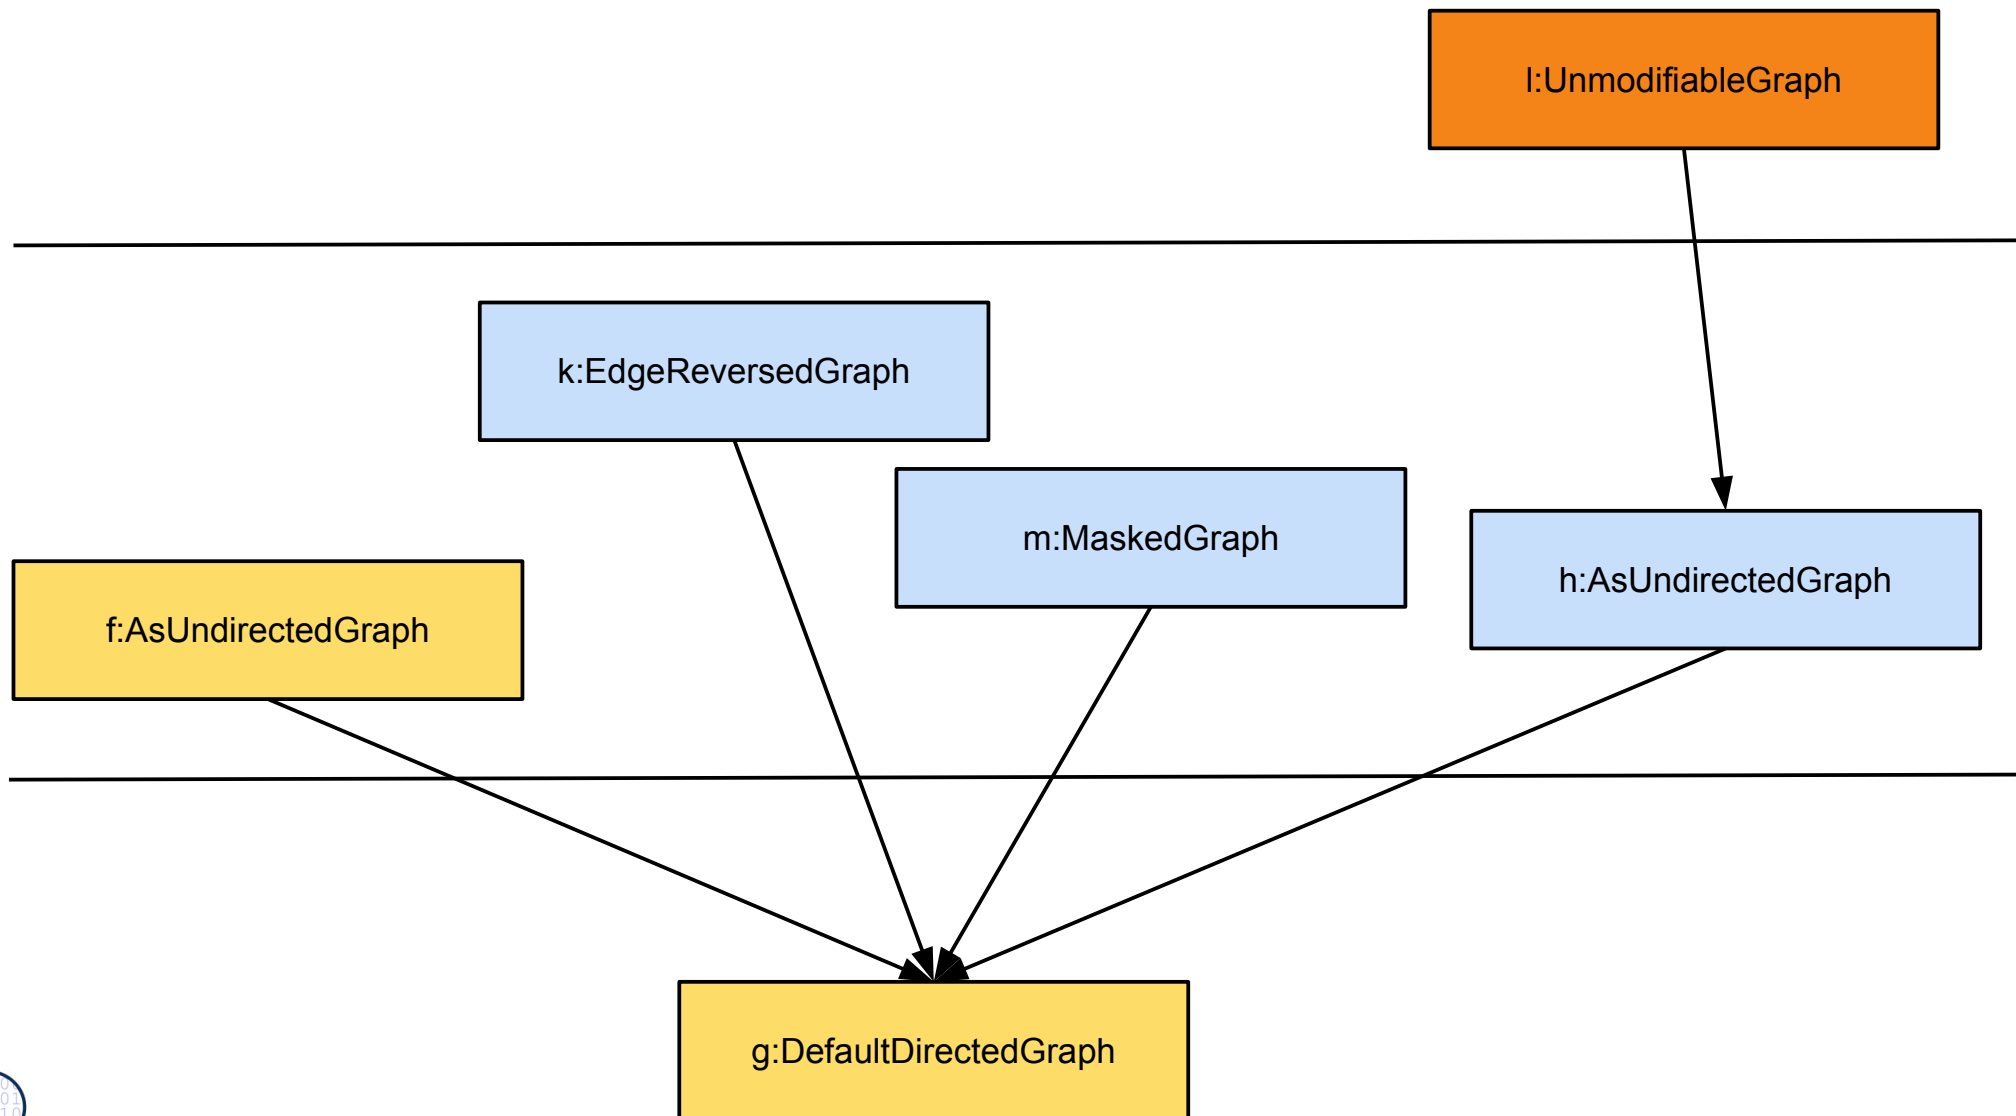 l:UnmodifiableGraph
k:EdgeReversedGraph
m:MaskedGraph
h:AsUndirectedGraph
f:AsUndirectedGraph
g:DefaultDirectedGraph